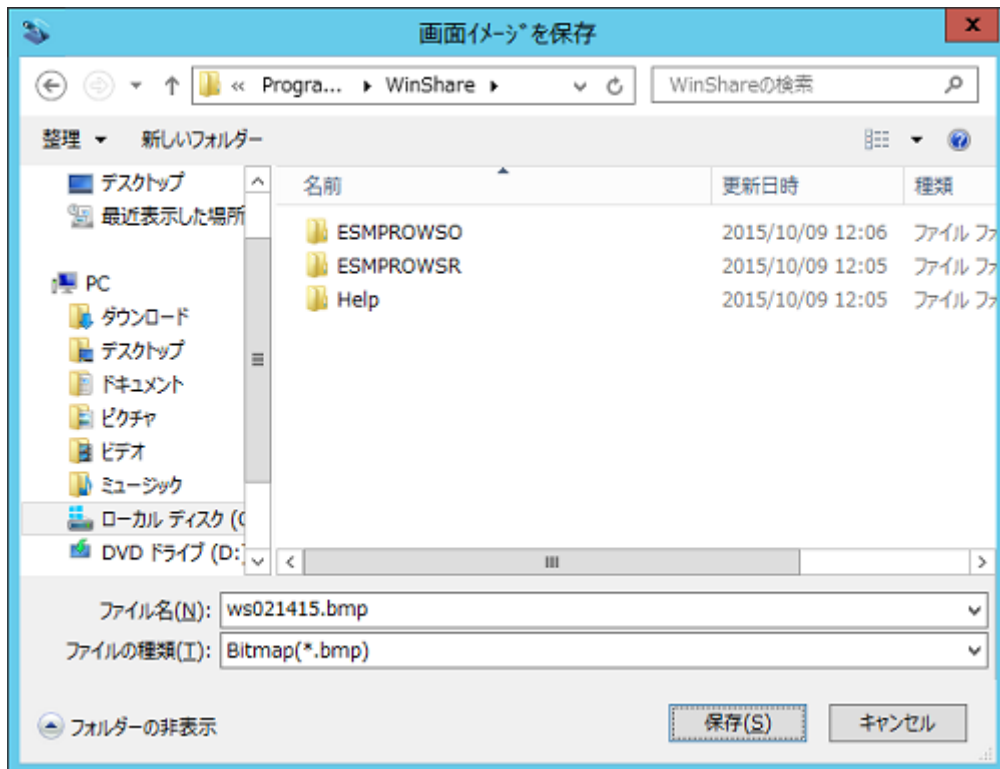 画面ｲﾒｰｼﾞを保存
« Progra... ▸ WinShare ▸
WinShareの検索
整理 新しいフォルダー
デスクトップ
最近表示した場所
PC
ダウンロード
デスクトップ
ドキュメント
ピクチャ
ビデオ
ミュージック
ローカル ディスク (C
DVD ドライブ (D:
名前 更新日時 種類
ESMPROWSO 2015/10/09 12:06 ファイル ファ
ESMPROWSR 2015/10/09 12:05 ファイル ファ
Help 2015/10/09 12:05 ファイル ファ
ファイル名(N): ws021415.bmp
ファイルの種類(T): Bitmap(*.bmp)
フォルダーの非表示
保存(S) キャンセル